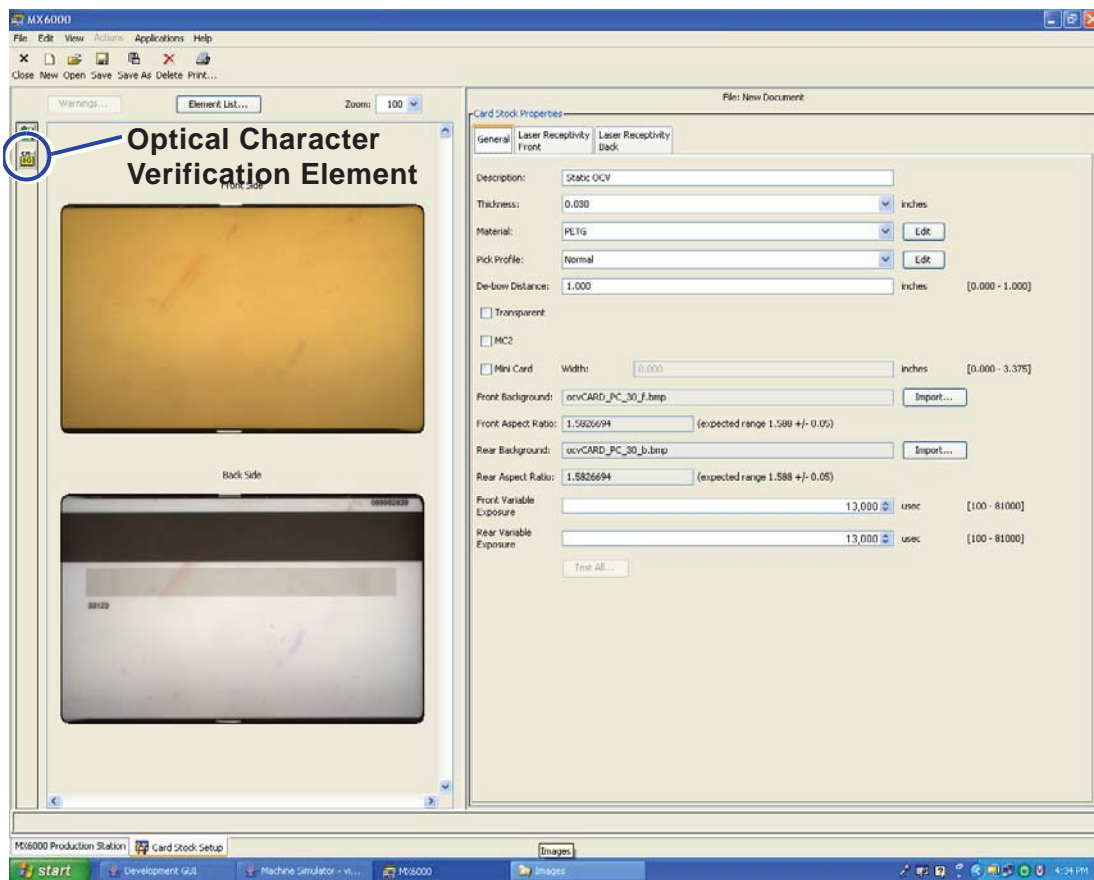 MX6000
File Edit View Actions Applications Help
Close New Open Save Save As Delete Print...
Warnings... Element List... Zoom: 100
Optical Character
Verification Element
Front Side
Back Side
000002030
33123
File: New Document
Card Stock Properties
General Laser Receptivity Front Laser Receptivity Back
Description: Static OCV
Thickness: 0.030 inches
Material: PETG Edit
Pick Profile: Normal Edit
De-bow Distance: 1.000 inches [0.000 - 1.000]
Transparent
MC2
Mini Card Width: 0.000 inches [0.000 - 3.375]
Front Background: ocvCARD_PC_30_f.bmp Import...
Front Aspect Ratio: 1.5826694 (expected range 1.588 +/- 0.05)
Rear Background: ocvCARD_PC_30_b.bmp Import...
Rear Aspect Ratio: 1.5826694 (expected range 1.588 +/- 0.05)
Front Variable Exposure 13,000 usec [100 - 81000]
Rear Variable Exposure 13,000 usec [100 - 81000]
Test All...
MX6000 Production Station Card Stock Setup
Images
start Development GUI Machine Simulator - vi... MX6000 Images 4:34 PM